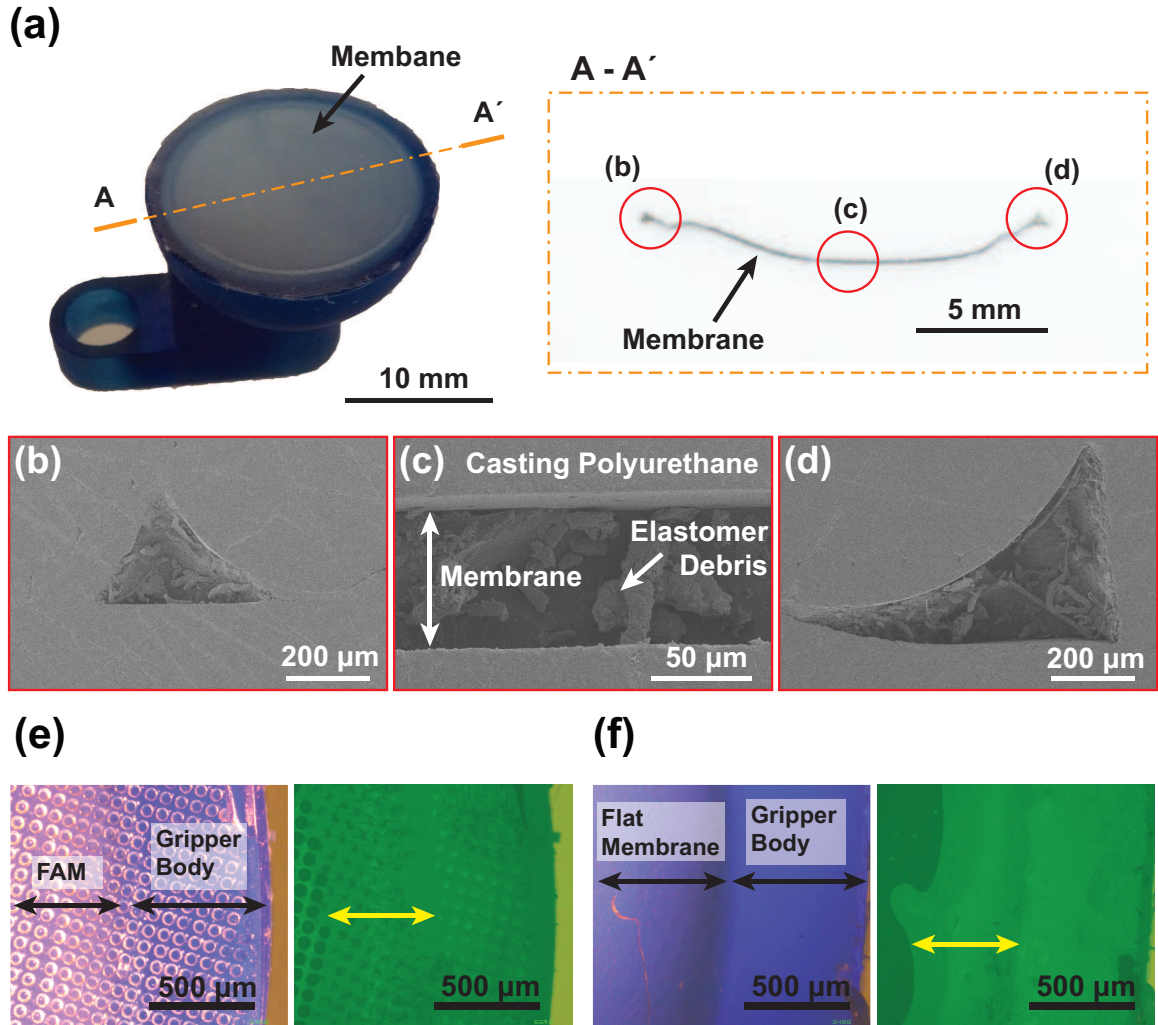 (a)
Membane
A
A´
10 mm
A - A´
(b)
(c)
(d)
Membrane
5 mm
(b)
200 µm
(c)
Casting Polyurethane
Membrane
Elastomer
Debris
50 µm
(d)
200 µm
(e)
FAM
Gripper
Body
500 µm
500 µm
(f)
Flat
Membrane
Gripper
Body
500 µm
500 µm